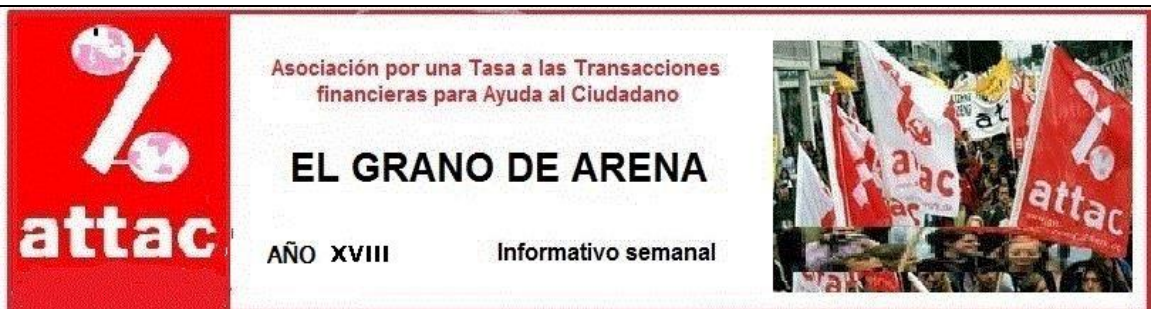 attac
Asociación por una Tasa a las Transacciones
financieras para Ayuda al Ciudadano
EL GRANO DE ARENA
AÑO XVIII Informativo semanal
attac
attac